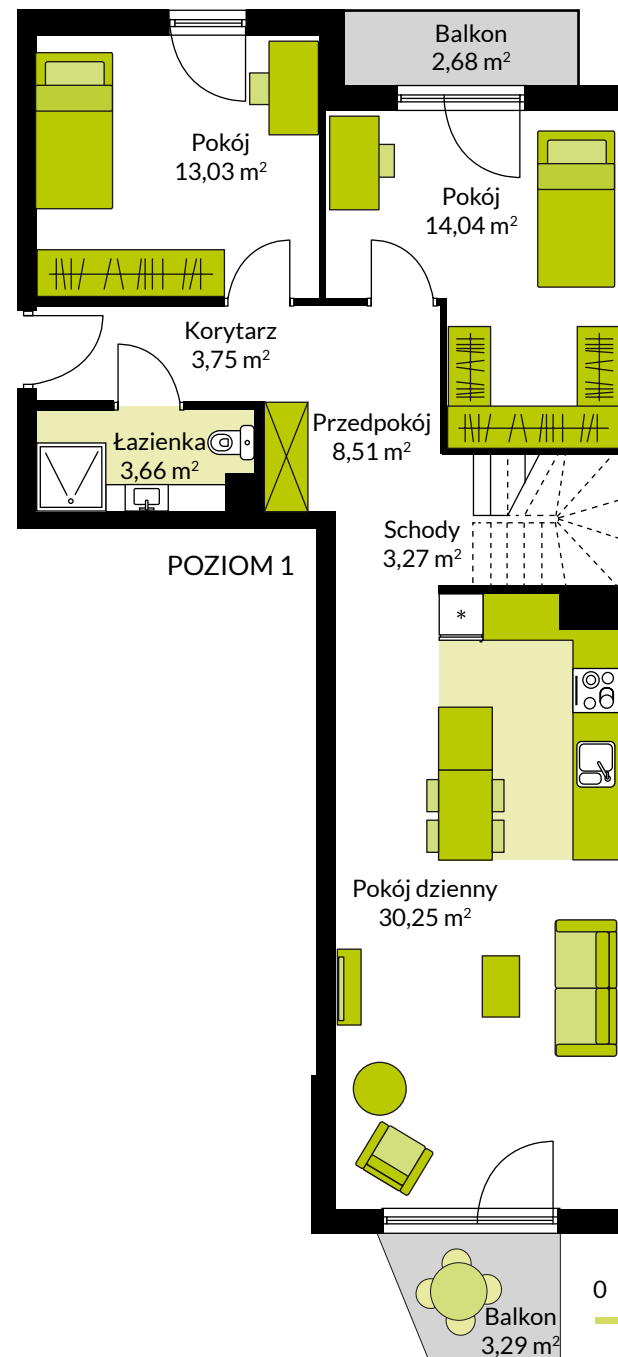 Balkon
2,68 m²
Pokój
13,03 m²
Pokój
14,04 m²
Korytarz
3,75 m²
Przedpokój
8,51 m²
Łazienka
3,66 m²
Schody
3,27 m²
POZIOM 1
*
Pokój dzienny
30,25 m²
0
Balkon
3,29 m²